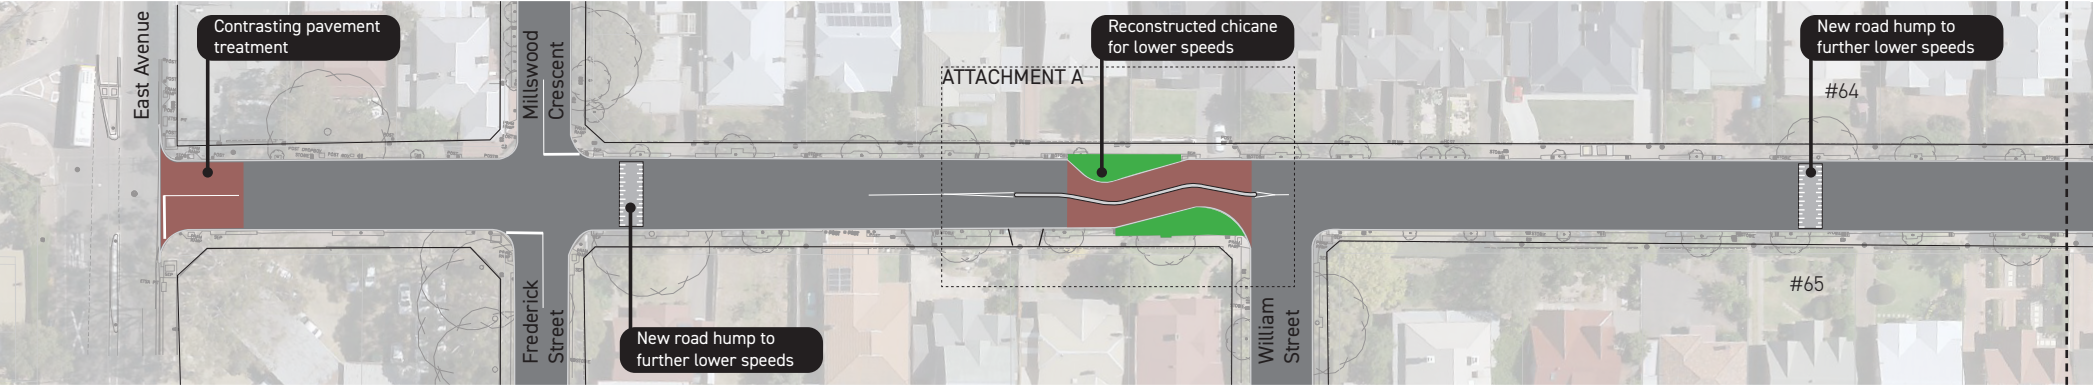 East Avenue
Contrasting pavement
treatment
Millswood
Crescent
ATTACHMENT A
Reconstructed chicane
for lower speeds
New road hump to
further lower speeds
#64
Frederick
Street
New road hump to
further lower speeds
William
Street
#65